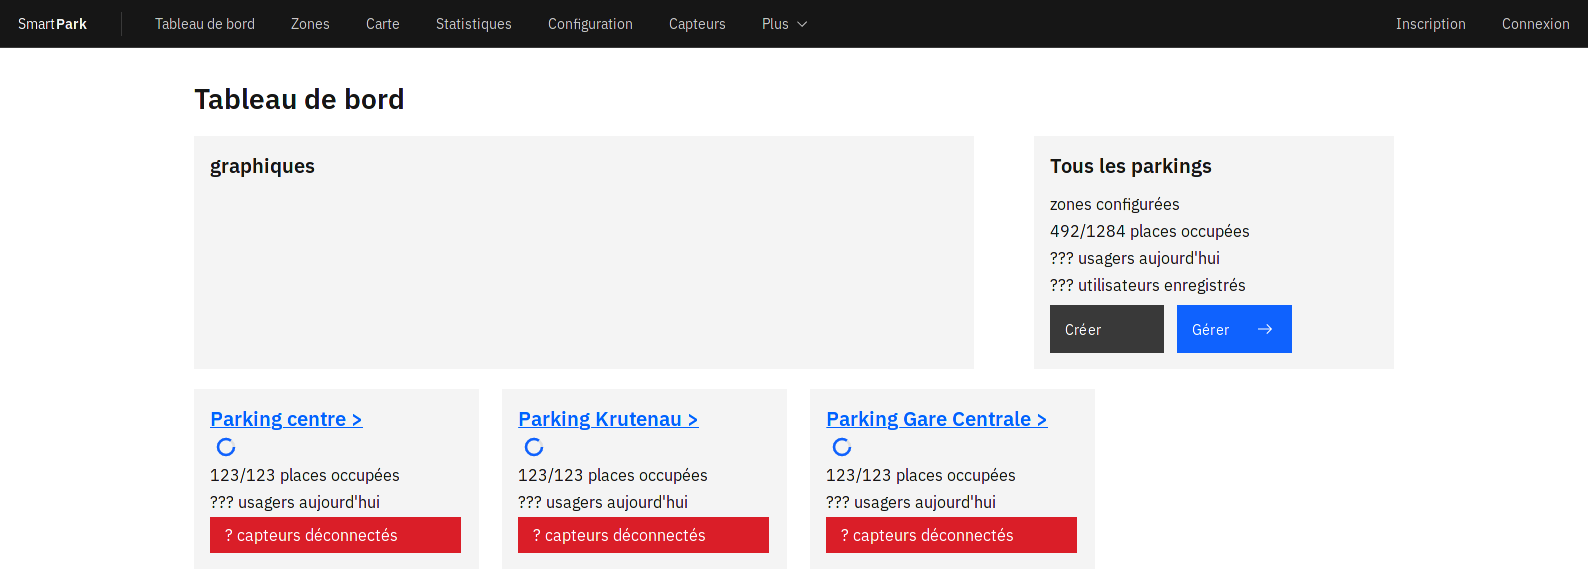 SmartPark Tableau de bord Zones Carte Statistiques Configuration Capteurs Plus Inscription Connexion
Tableau de bord
graphiques
Tous les parkings
zones configurées
492/1284 places occupées
??? usagers aujourd'hui
??? utilisateurs enregistrés
Créer Gérer
Parking centre >
123/123 places occupées
??? usagers aujourd'hui
? capteurs déconnectés
Parking Krutenau >
123/123 places occupées
??? usagers aujourd'hui
? capteurs déconnectés
Parking Gare Centrale >
123/123 places occupées
??? usagers aujourd'hui
? capteurs déconnectés